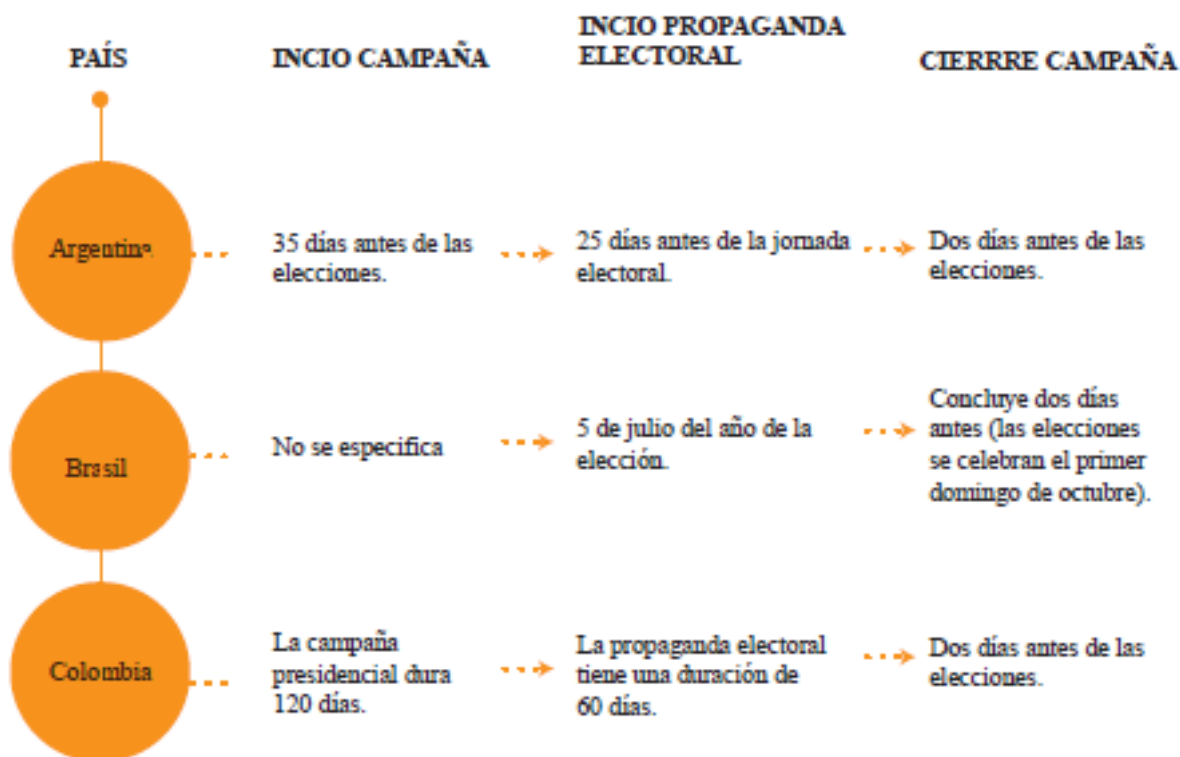 PAÍS
INCIO CAMPAÑA
INCIO PROPAGANDA
ELECTORAL
CIERRRE CAMPAÑA
Argentina
35 días antes de las
elecciones.
25 días antes de la jornada
electoral.
Dos días antes de las
elecciones.
Brasil
No se especifica
5 de julio del año de la
elección.
Concluye dos días
antes (las elecciones
se celebran el primer
domingo de octubre).
Colombia
La campaña
presidencial dura
120 días.
La propaganda electoral
tiene una duración de
60 días.
Dos días antes de las
elecciones.